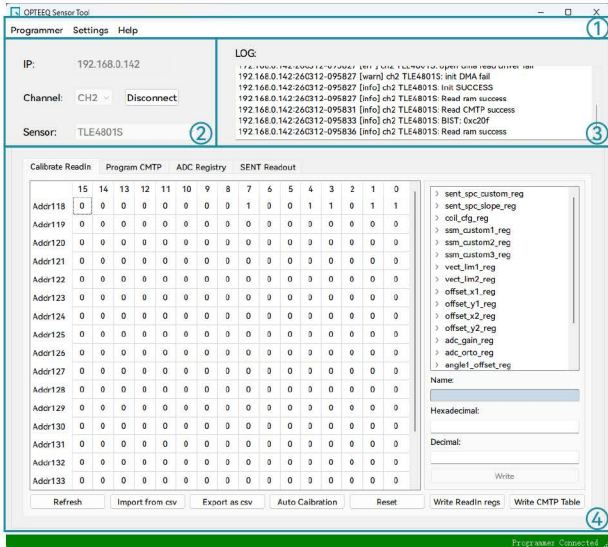 OPTEEQ Sensor Tool
Programmer Settings Help
①
IP: 192.168.0.142
Channel: CH2 Disconnect
Sensor: TLE4801S
②
LOG:
192.168.0.142:260312-095827 [err ] ch2 TLE4801S: open dma read driver fail
192.168.0.142:260312-095827 [warn] ch2 TLE4801S: init DMA fail
192.168.0.142:260312-095827 [info] ch2 TLE4801S: Init SUCCESS
192.168.0.142:260312-095827 [info] ch2 TLE4801S: Read ram success
192.168.0.142:260312-095831 [info] ch2 TLE4801S: Read CMTP success
192.168.0.142:260312-095833 [info] ch2 TLE4801S: BIST: 0xc20f
192.168.0.142:260312-095836 [info] ch2 TLE4801S: Read ram success
③
Calibrate ReadIn Program CMTP ADC Registry SENT Readout
15 14 13 12 11 10 9 8 7 6 5 4 3 2 1 0
Addr118 0 0 0 0 0 0 0 0 1 0 0 1 1 0 1 1
Addr119 0 0 0 0 0 0 0 0 0 0 0 0 0 0 0 0
Addr120 0 0 0 0 0 0 0 0 0 0 0 0 0 0 0 0
Addr121 0 0 0 0 0 0 0 0 0 0 0 0 0 0 0 0
Addr122 0 0 0 0 0 0 0 0 0 0 0 0 0 0 0 0
Addr123 0 0 0 0 0 0 0 0 0 0 0 0 0 0 0 0
Addr124 0 0 0 0 0 0 0 0 0 0 0 0 0 0 0 0
Addr125 0 0 0 0 0 0 0 0 0 0 0 0 0 0 0 0
Addr126 0 0 0 0 0 0 0 0 0 0 0 0 0 0 0 0
Addr127 0 0 0 0 0 0 0 0 0 0 0 0 0 0 0 0
Addr128 0 0 0 0 0 0 0 0 0 0 0 0 0 0 0 0
Addr129 0 0 0 0 0 0 0 0 0 0 0 0 0 0 0 0
Addr130 0 0 0 0 0 0 0 0 0 0 0 0 0 0 0 0
Addr131 0 0 0 0 0 0 0 0 0 0 0 0 0 0 0 0
Addr132 0 0 0 0 0 0 0 0 0 0 0 0 0 0 0 0
Addr133 0 0 0 0 0 0 0 0 0 0 0 0 0 0 0 0
sent_spc_custom_reg
sent_spc_slope_reg
coil_cfg_reg
ssm_custom1_reg
ssm_custom2_reg
ssm_custom3_reg
vect_lim1_reg
vect_lim2_reg
offset_x1_reg
offset_y1_reg
offset_x2_reg
offset_y2_reg
adc_gain_reg
adc_orto_reg
angle1_offset_reg
Name:
Hexadecimal:
Decimal:
Write
Refresh Import from csv Export as csv Auto Caibration Reset Write ReadIn regs Write CMTP Table
④
Programmer Connected